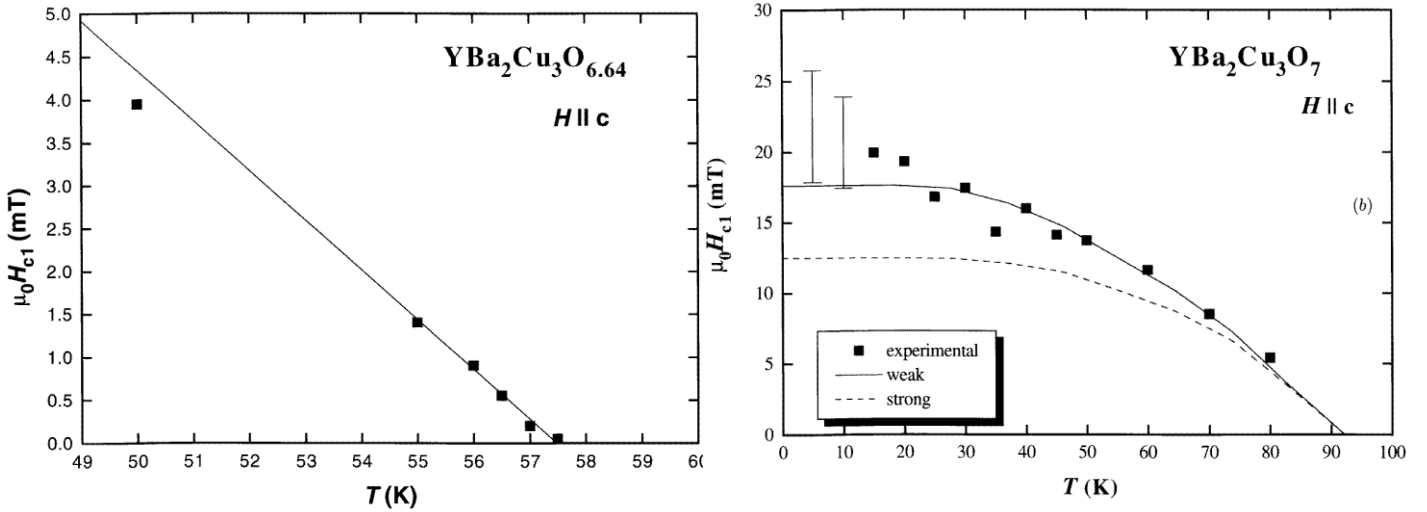 5.0
4.5
4.0
3.5
3.0
2.5
2.0
1.5
1.0
0.5
0.0
μ₀Hc1 (mT)
YBa₂Cu₃O₆.₆₄
H II c
49 50 51 52 53 54 55 56 57 58 59 6(
T (K)
30
25
20
15
10
5
0
μ₀Hc1 (mT)
YBa₂Cu₃O₇
H || c
(b)
experimental
weak
strong
0 10 20 30 40 50 60 70 80 90 100
T (K)